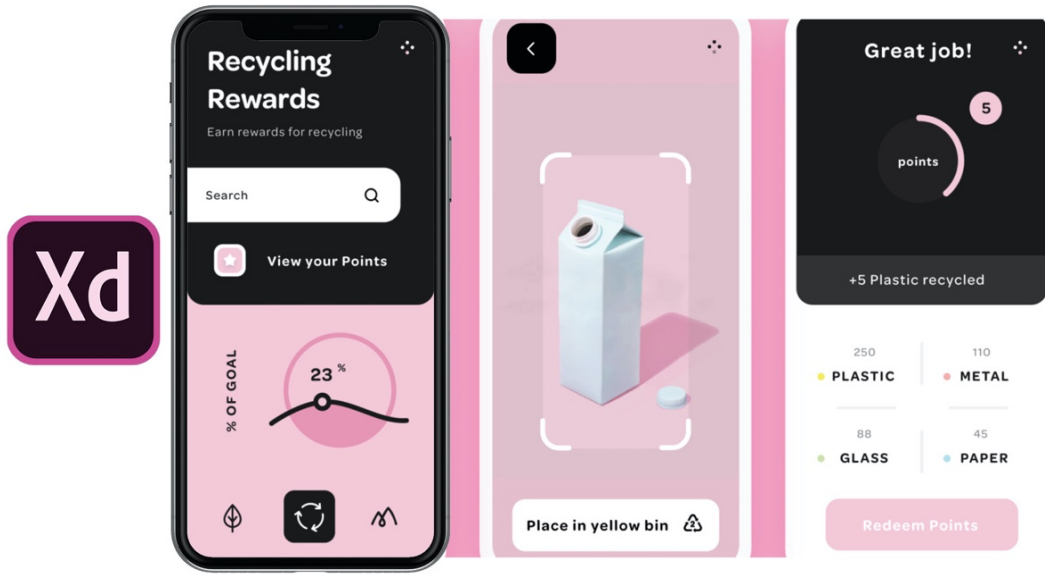 Xd
Recycling
Rewards
Earn rewards for recycling
Search
View your Points
% OF GOAL
23 %
Place in yellow bin
Great job!
5
points
+5 Plastic recycled
250
PLASTIC
110
METAL
88
GLASS
45
PAPER
Redeem Points